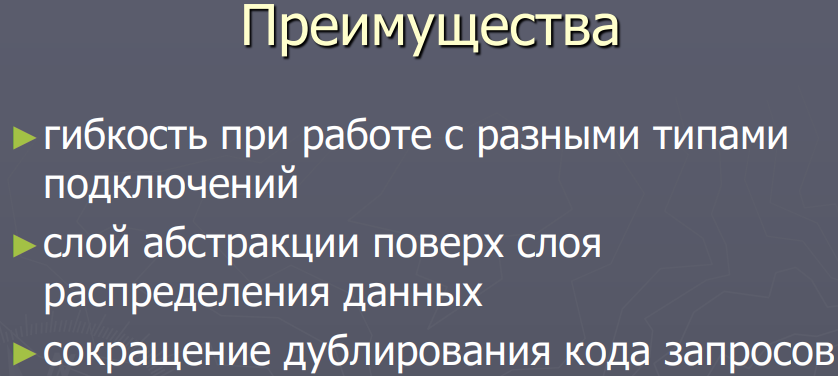 Преимущества
►гибкость при работе с разными типами
подключений
►слой абстракции поверх слоя
распределения данных
►сокращение дублирования кода запросов